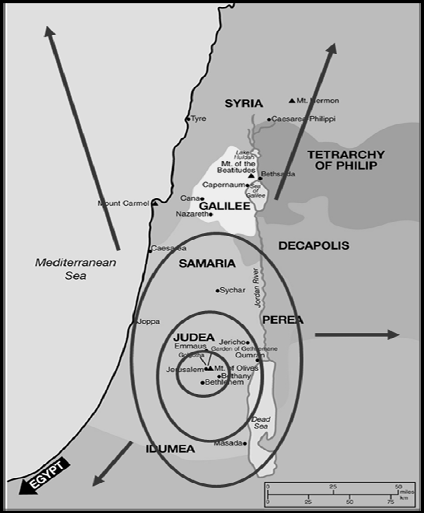 SYRIA
Mt. Hermon
Tyre
Caesarea Philippi
Lake
Huldah
TETRARCHY
OF PHILIP
Mt. of the
Beatitudes
Bethsaida
Capernaum
Sea
of
Galilee
Mount Carmel
Cana
GALILEE
Nazareth
Caesarea
DECAPOLIS
Mediterranean
Sea
SAMARIA
Jordan River
Sychar
Joppa
PEREA
JUDEA
Jericho
Emmaus
Garden of Gethsemane
Golgotha
Qumran
Jerusalem
Mt. of Olives
Bethany
Bethlehem
Dead
Sea
IDUMEA
Masada
EGYPT
0 25 50
miles
km
0 25 50 75